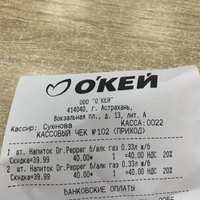 О'КЕЙ
ООО "О'КЕЙ"
414040, г. Астрахань,
Вокзальная пл., д. 13, лит. А
Кассир: Сухнова КАССА:0022
КАССОВЫЙ ЧЕК №102 (ПРИХОД)
1 шт. Напиток Dr.Pepper б/алк газ 0.33л ж/б
Скидка=39.99 40.00* 1 =40.00 НДС 20%
2 шт. Напиток Dr.Pepper б/алк газ 0.33л ж/б
Скидка=39.99 40.00* 1 =40.00 НДС 20%
БАНКОВСКИЕ ОПЛАТЫ